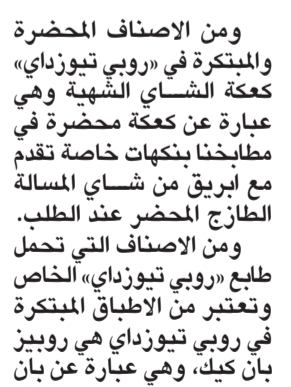 ومن الاصناف المحضرة
والمبتكرة في «روبي تيوزداي»
كعكة الشاي الشهية وهي
عبارة عن كعكة محضرة في
مطابخنا بنكهات خاصة تقدم
مع ابريق من شاي المسالة
الطازج المحضر عند الطلب.
ومن الاصناف التي تحمل
طابع «روبي تيوزداي» الخاص
وتعتبر من الاطباق المبتكرة
في روبي تيوزداي هي روبيز
بان كيك، وهي عبارة عن بان